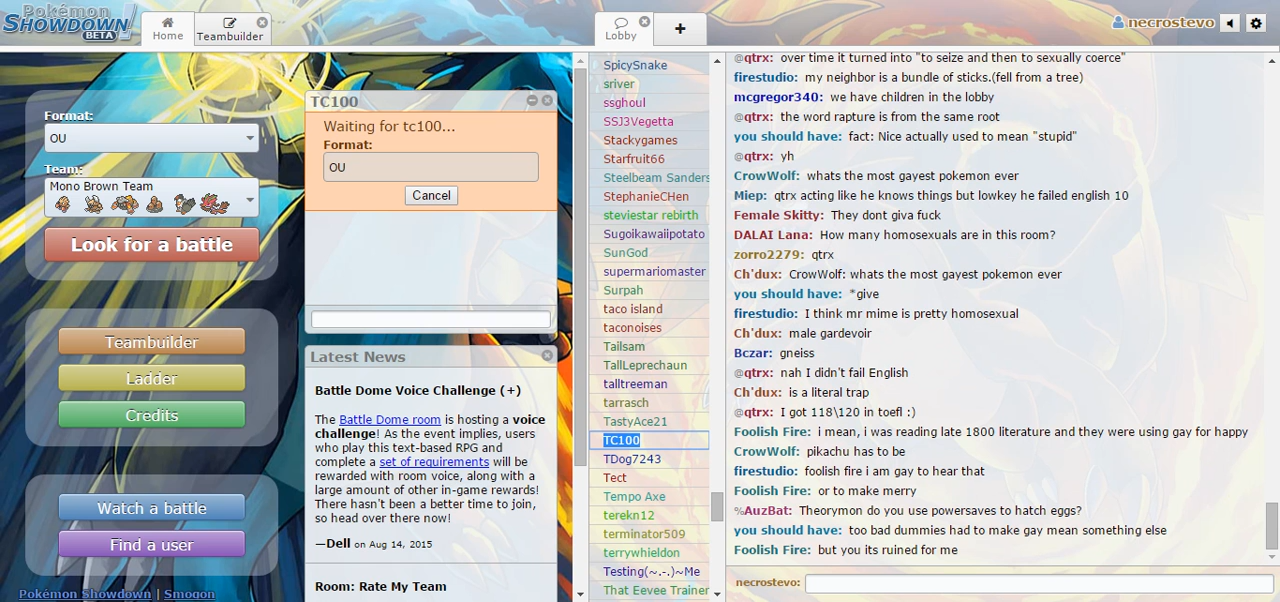 Pokémon
SHOWDOWN!
BETA
Home
Teambuilder
Lobby
+
necrostevo
Format:
OU
Team:
Mono Brown Team
Look for a battle
Teambuilder
Ladder
Credits
Watch a battle
Find a user
Pokémon Showdown | Smogon
TC100
Waiting for tc100...
Format:
OU
Cancel
Latest News
Battle Dome Voice Challenge (+)
The Battle Dome room is hosting a voice
challenge! As the event implies, users
who play this text-based RPG and
complete a set of requirements will be
rewarded with room voice, along with a
large amount of other in-game rewards!
There hasn't been a better time to join,
so head over there now!
—Dell on Aug 14, 2015
Room: Rate My Team
SpicySnake
sriver
ssghoul
SSJ3Vegetta
Stackygames
Starfruit66
Steelbeam Sanders
StephanieCHen
steviestar rebirth
Sugoikawaiipotato
SunGod
supermariomaster
Surpah
taco island
taconoises
Tailsam
TallLeprechaun
talltreeman
tarrasch
TastyAce21
TC100
TDog7243
Tect
Tempo Axe
terekn12
terminator509
terrywhieldon
Testing(~.-.)~Me
That Eevee Trainer
@qtrx: over time it turned into "to seize and then to sexually coerce"
firestudio: my neighbor is a bundle of sticks.(fell from a tree)
mcgregor340: we have children in the lobby
@qtrx: the word rapture is from the same root
you should have: fact: Nice actually used to mean "stupid"
@qtrx: yh
CrowWolf: whats the most gayest pokemon ever
Miep: qtrx acting like he knows things but lowkey he failed english 10
Female Skitty: They dont giva fuck
DALAI Lana: How many homosexuals are in this room?
zorro2279: qtrx
Ch'dux: CrowWolf: whats the most gayest pokemon ever
you should have: *give
firestudio: I think mr mime is pretty homosexual
Ch'dux: male gardevoir
Bczar: gneiss
@qtrx: nah I didn't fail English
Ch'dux: is a literal trap
@qtrx: I got 118\120 in toefl :)
Foolish Fire: i mean, i was reading late 1800 literature and they were using gay for happy
CrowWolf: pikachu has to be
firestudio: foolish fire i am gay to hear that
Foolish Fire: or to make merry
%AuzBat: Theorymon do you use powersaves to hatch eggs?
you should have: too bad dummies had to make gay mean something else
Foolish Fire: but you its ruined for me
necrostevo: